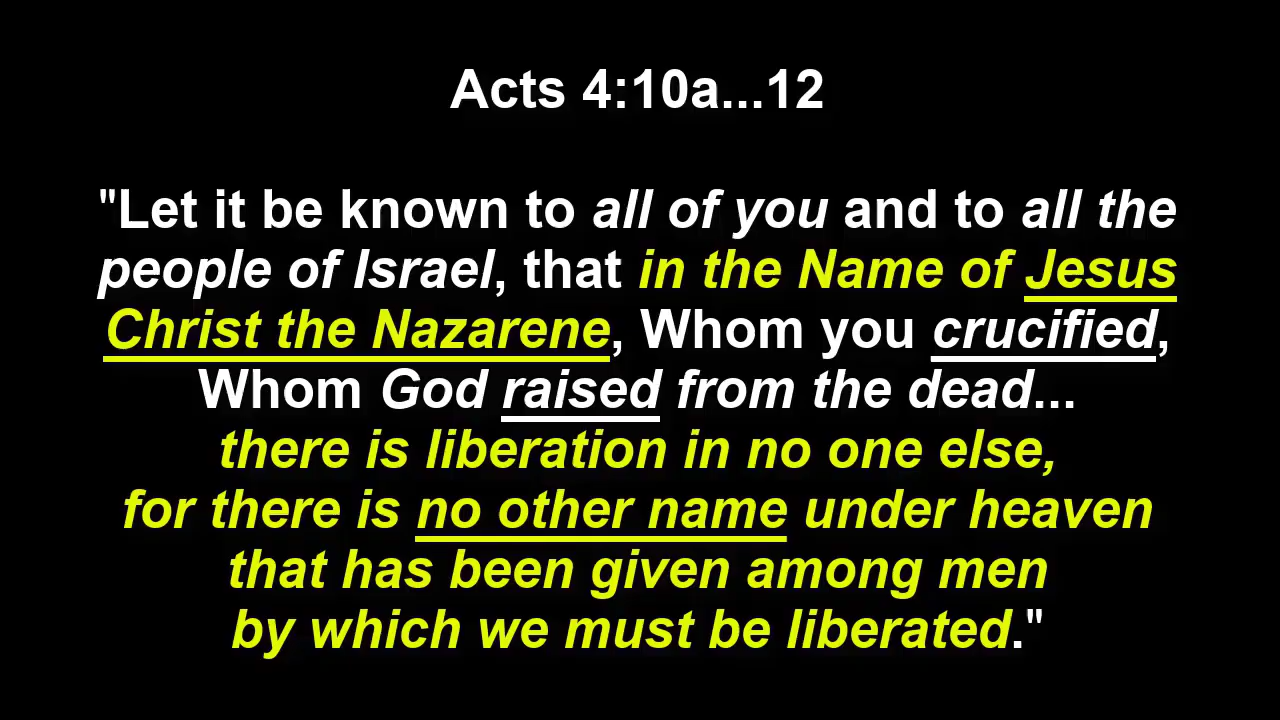 Acts 4:10a...12
"Let it be known to all of you and to all the
people of Israel, that in the Name of Jesus
Christ the Nazarene, Whom you crucified,
Whom God raised from the dead...
there is liberation in no one else,
for there is no other name under heaven
that has been given among men
by which we must be liberated."